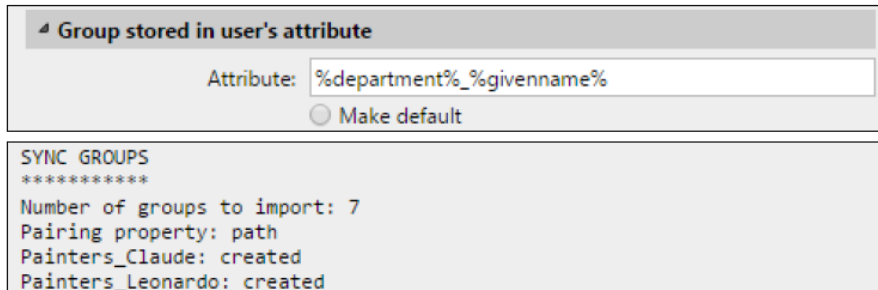 Group stored in user's attribute
Attribute: %department%_%givenname%
Make default
SYNC GROUPS
***********
Number of groups to import: 7
Pairing property: path
Painters_Claude: created
Painters_Leonardo: created